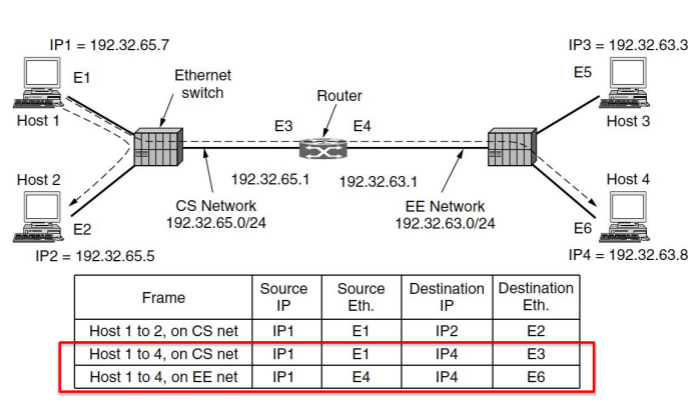 IP1 = 192.32.65.7
IP3 = 192.32.63.3
E1
Ethernet
switch
E5
Router
Host 1
E3
E4
Host 3
Host 2
192.32.65.1
192.32.63.1
Host 4
CS Network
192.32.65.0/24
EE Network
192.32.63.0/24
E2
E6
IP2 = 192.32.65.5
IP4 = 192.32.63.8
Frame Source IP Source Eth. Destination IP Destination Eth.
Host 1 to 2, on CS net IP1 E1 IP2 E2
Host 1 to 4, on CS net IP1 E1 IP4 E3
Host 1 to 4, on EE net IP1 E4 IP4 E6